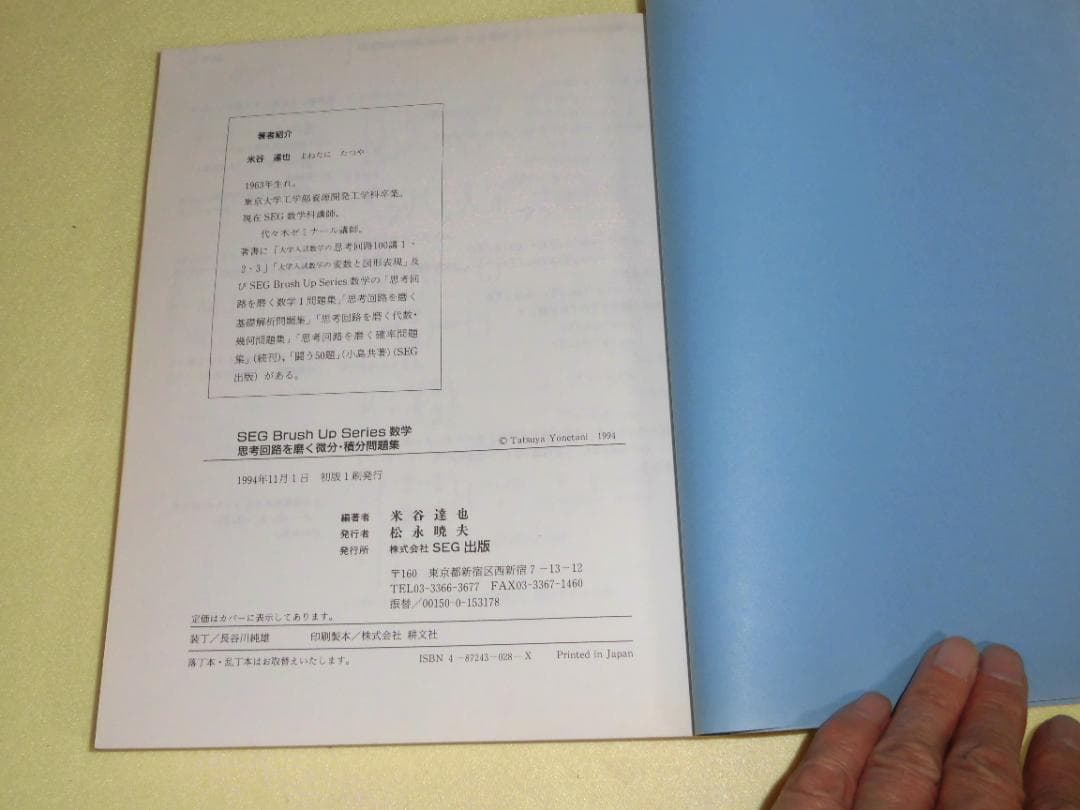 著者紹介
米谷 達也 よねたに たつや
1963年生れ。
東京大学工学部資源開発工学科卒業。
現在SEG数学科講師。
代々木ゼミナール講師。
著書に「大学入試数学の思考回路100講1・
2・3」「大学入試数学の変数と図形表現」及
びSEG Brush Up Series数学の「思考回
路を磨く数学I問題集」「思考回路を磨く
基礎解析問題集」「思考回路を磨く代数・
幾何問題集」「思考回路を磨く確率問題
集」(続刊),「闘う50題」(小島共著)(SEG
出版)がある。
SEG Brush Up Series 数学
思考回路を磨く微分・積分問題集
© Tatsuya Yonetani 1994
1994年11月1日 初版1刷発行
編著者 米谷達也
発行者 松永暁夫
発行所 株式会社 SEG出版
〒160 東京都新宿区西新宿7-13-12
TEL03-3366-3677 FAX03-3367-1460
振替/00150-0-153178
定価はカバーに表示してあります。
装丁/長谷川純雄 印刷製本/株式会社 耕文社
落丁本・乱丁本はお取替えいたします。 ISBN 4-87243-028-X Printed in Japan